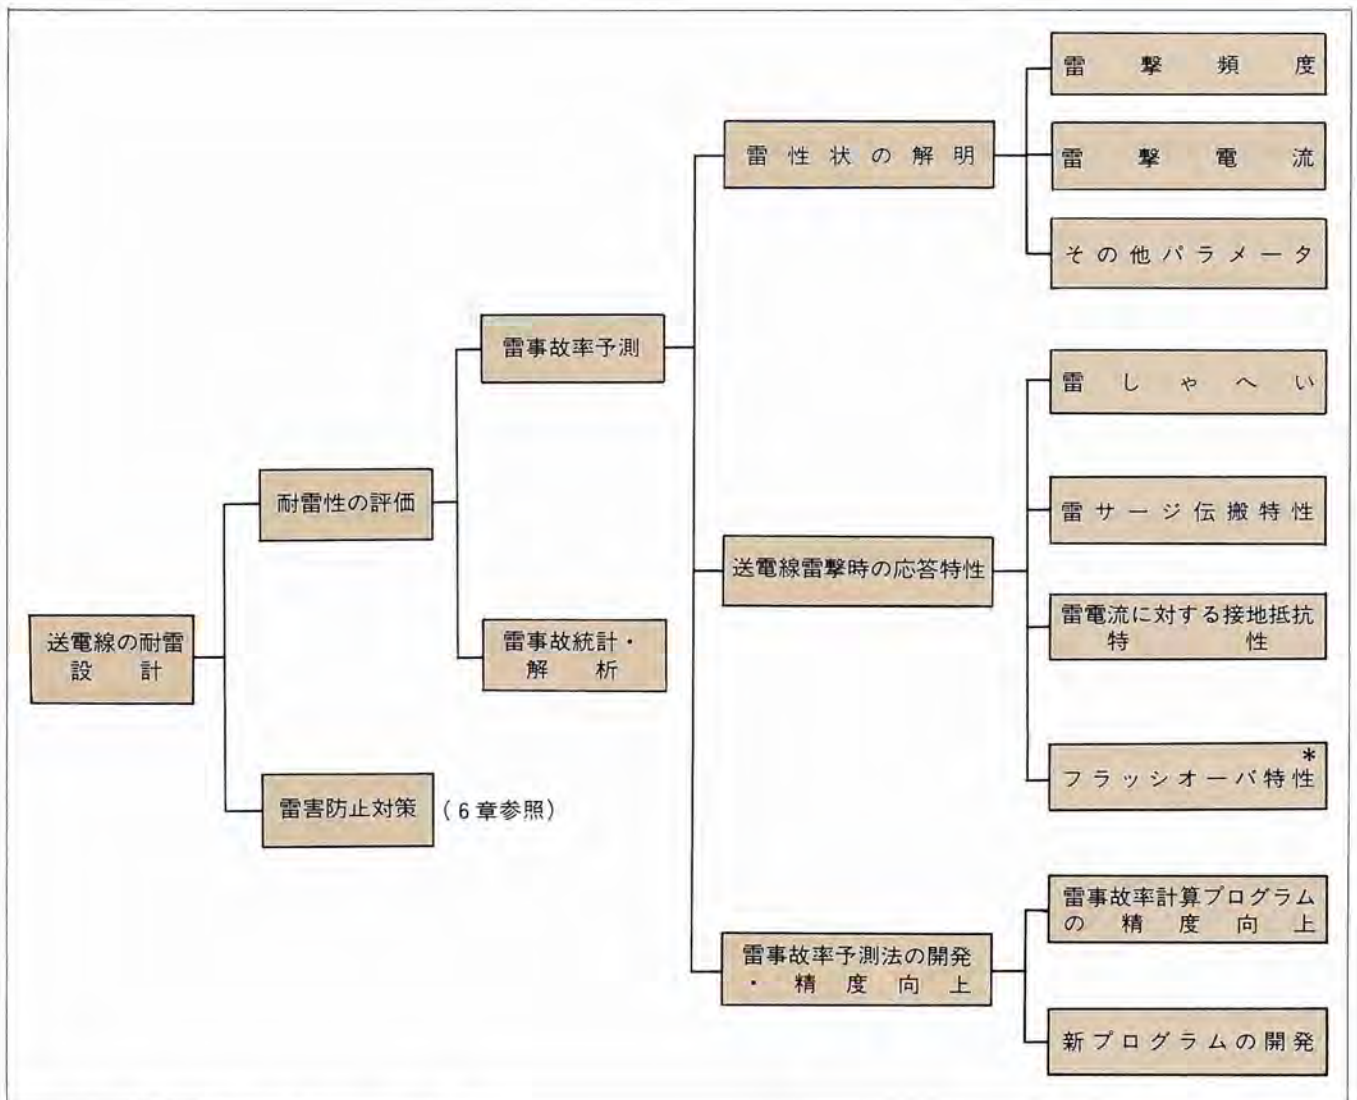 雷撃頻度
雷性状の解明
雷撃電流
その他パラメータ
雷事故率予測
雷しゃへい
耐雷性の評価
雷サージ伝搬特性
送電線雷撃時の応答特性
送電線の耐雷
設計
雷事故統計・
解析
雷電流に対する接地抵抗
特性
*
フラッシオーバ特性
雷害防止対策 (6章参照)
雷事故率計算プログラム
の精度向上
雷事故率予測法の開発
・精度向上
新プログラムの開発